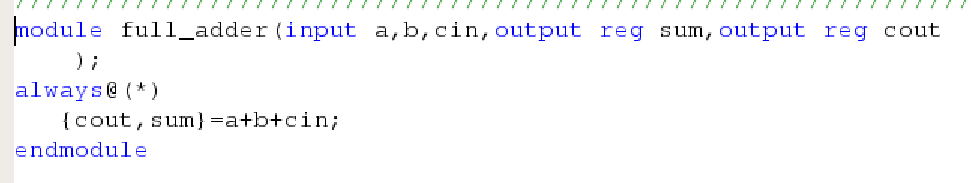 ////////////////////////////////////////////////////////////////
module full_adder(input a,b,cin,output reg sum,output reg cout
    );
always@(*)
   {cout,sum}=a+b+cin;
endmodule